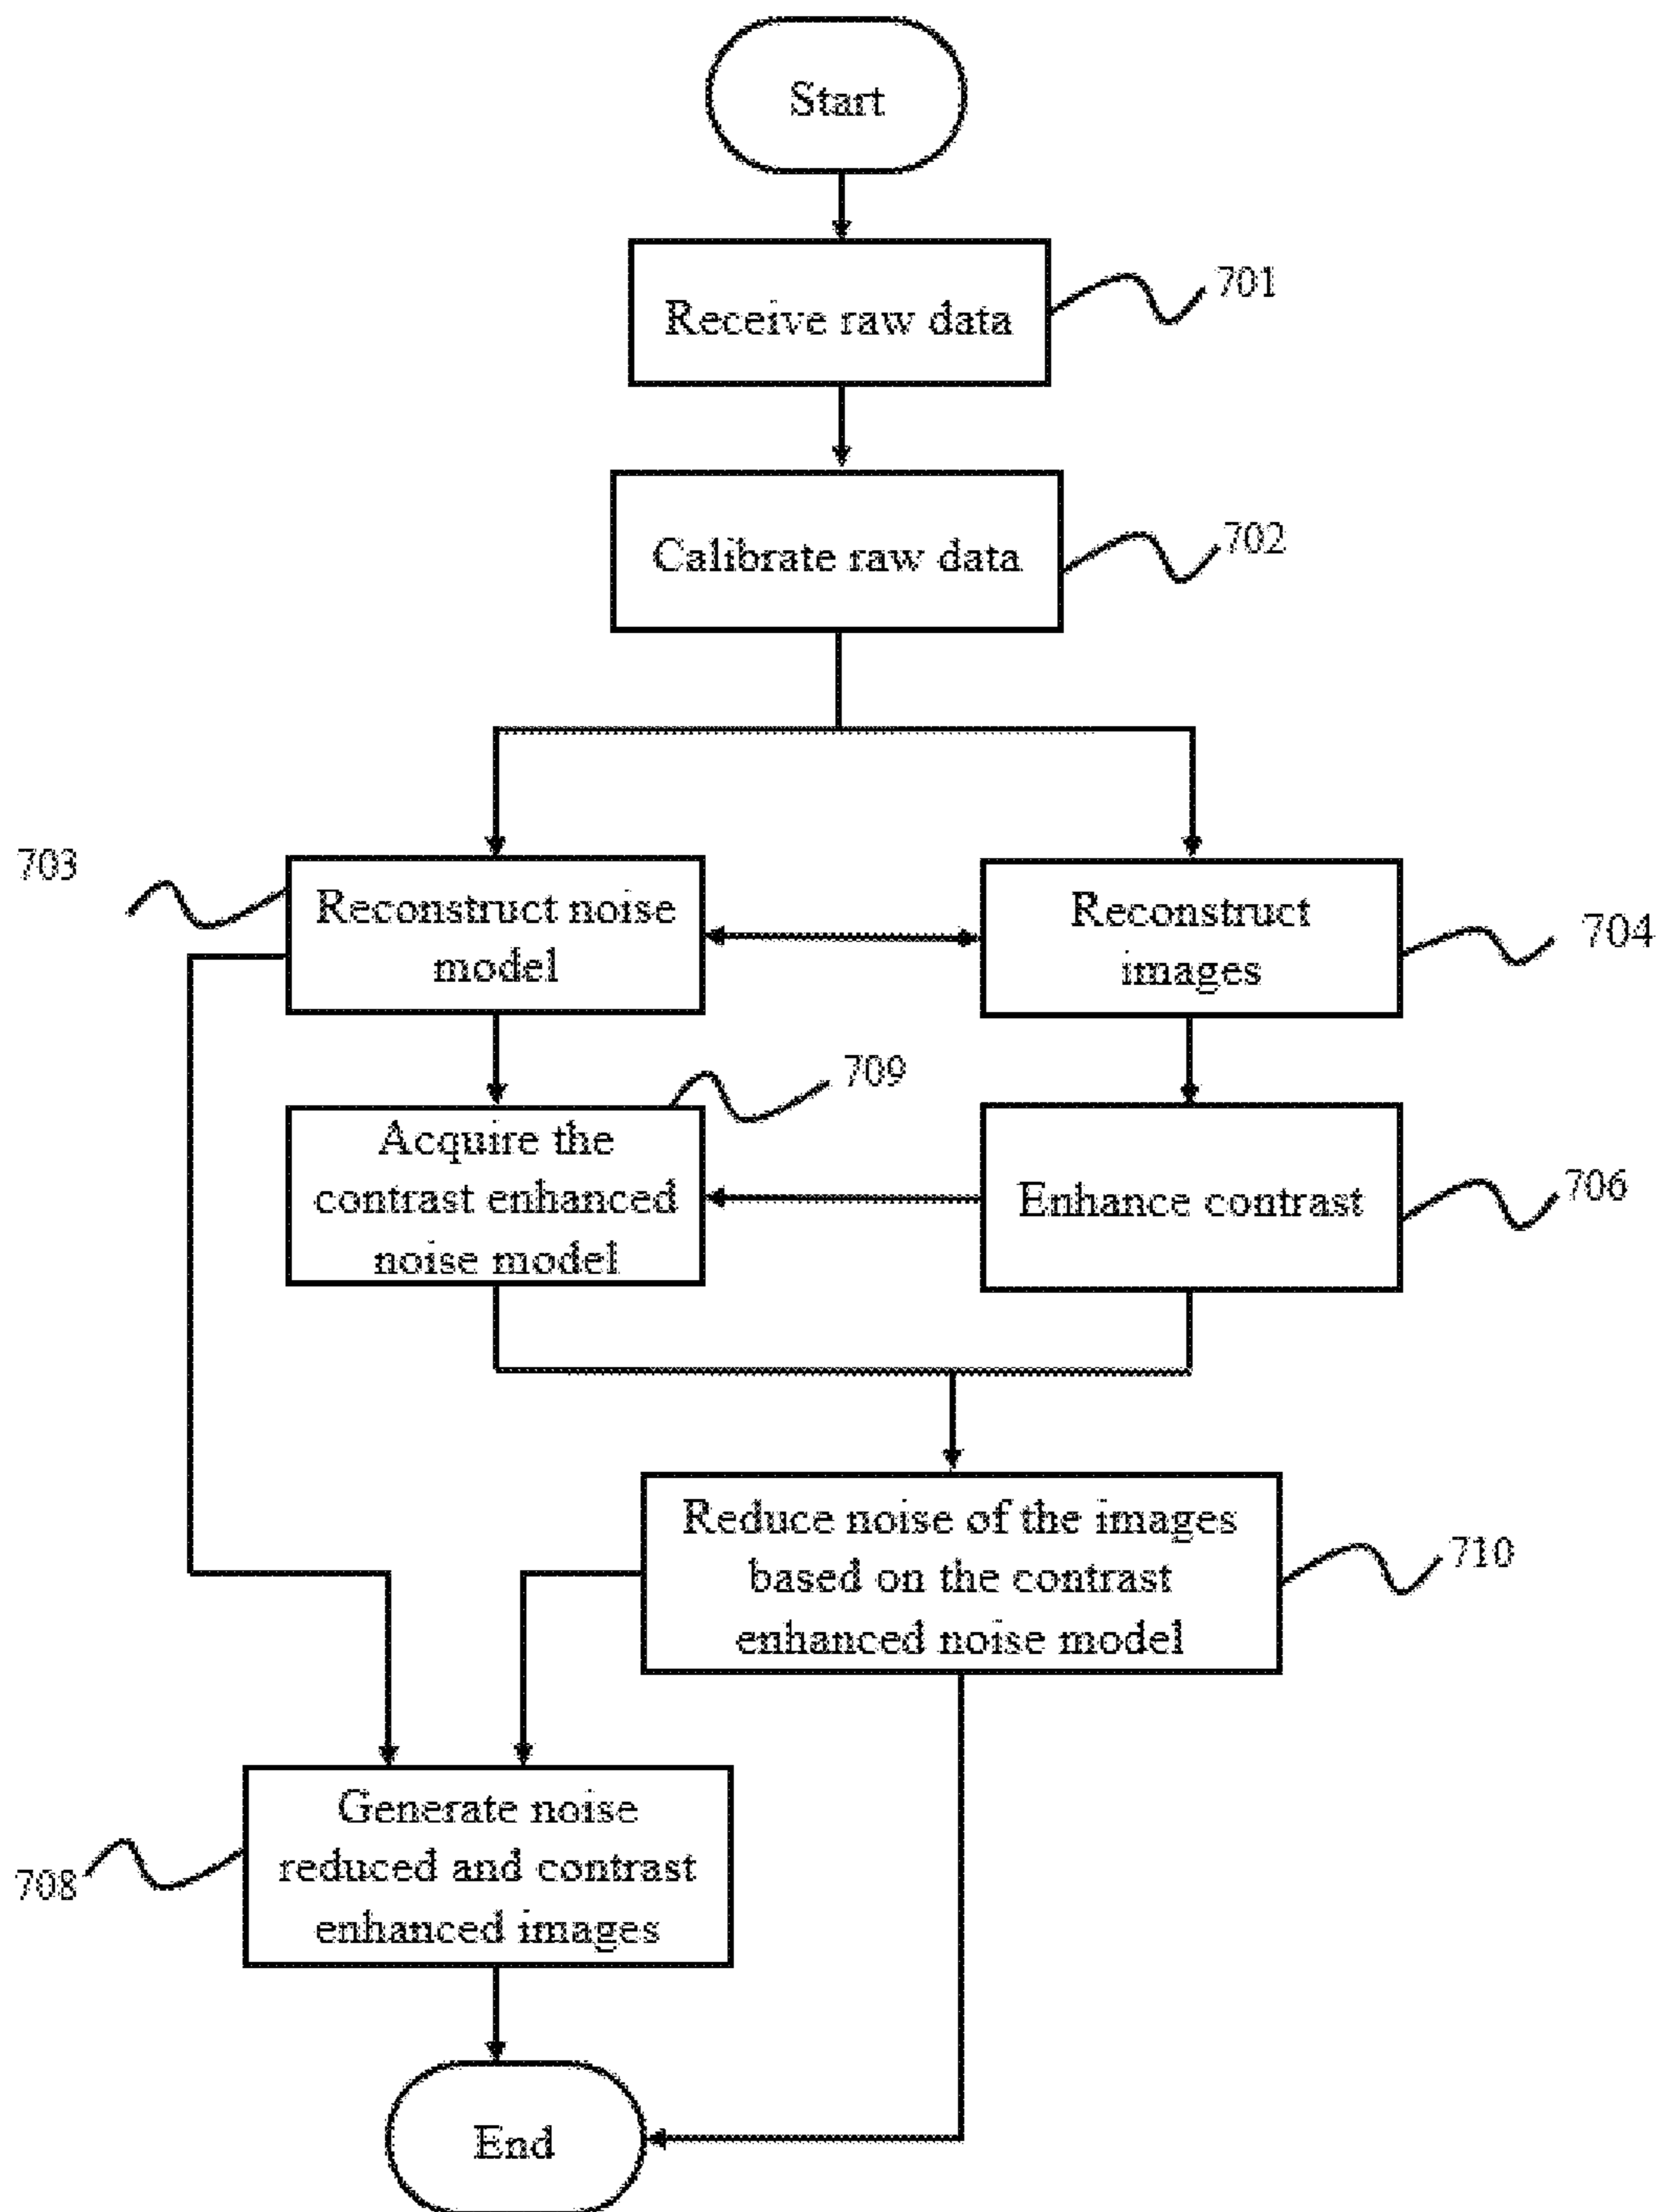 Start
Receive raw data
701
Calibrate raw data
702
703
Reconstruct noise
model
Reconstruct
images
704
709
Acquire the
contrast enhanced
noise model
Enhance contrast
706
Reduce noise of the images
based on the contrast
enhanced noise model
710
Generate noise
reduced and contrast
enhanced images
708
End